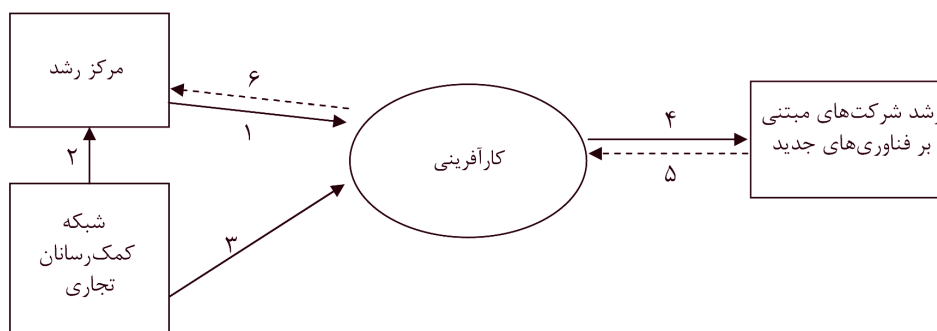 مرکز رشد
۶
۱
۲
شبکه
کمک‌رسانان
تجاری
۳
کارآفرینی
۴
۵
رشد شرکت‌های مبتنی
بر فناوری‌های جدید